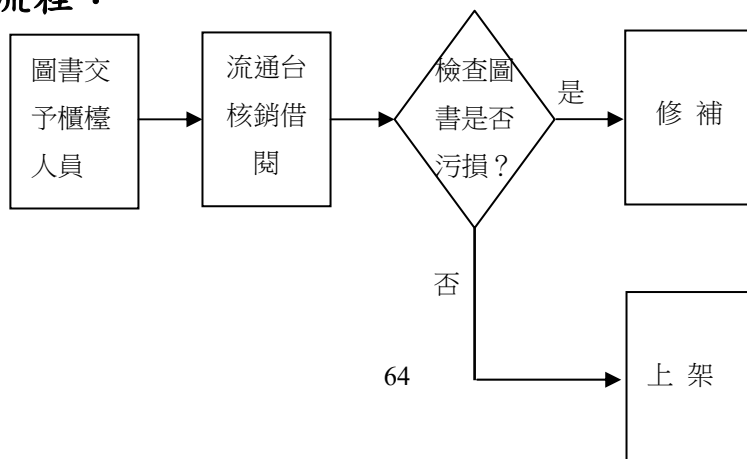 流程：
圖書交
予櫃檯
人員
流通台
核銷借
閱
檢查圖
書是否
污損？
是
修 補
否
64
上 架